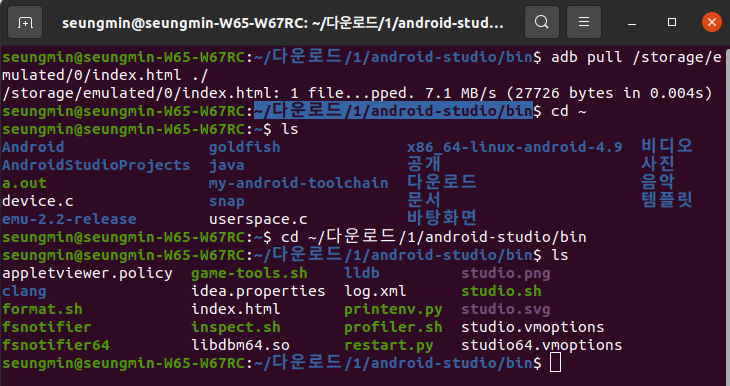 seungmin@seungmin-W65-W67RC: ~/다운로드/1/android-stud...
seungmin@seungmin-W65-W67RC:~/다운로드/1/android-studio/bin$ adb pull /storage/e
mulated/0/index.html ./
/storage/emulated/0/index.html: 1 file...pped. 7.1 MB/s (27726 bytes in 0.004s)
seungmin@seungmin-W65-W67RC:~/다운로드/1/android-studio/bin$ cd ~
seungmin@seungmin-W65-W67RC:~$ ls
Android goldfish x86_64-linux-android-4.9 비디오
AndroidStudioProjects java 공개 사진
a.out my-android-toolchain 다운로드 음악
device.c snap 문서 템플릿
emu-2.2-release userspace.c 바탕화면
seungmin@seungmin-W65-W67RC:~$ cd ~/다운로드/1/android-studio/bin
seungmin@seungmin-W65-W67RC:~/다운로드/1/android-studio/bin$ ls
appletviewer.policy game-tools.sh lldb studio.png
clang idea.properties log.xml studio.sh
format.sh index.html printenv.py studio.svg
fsnotifier inspect.sh profiler.sh studio.vmoptions
fsnotifier64 libdbm64.so restart.py studio64.vmoptions
seungmin@seungmin-W65-W67RC:~/다운로드/1/android-studio/bin$